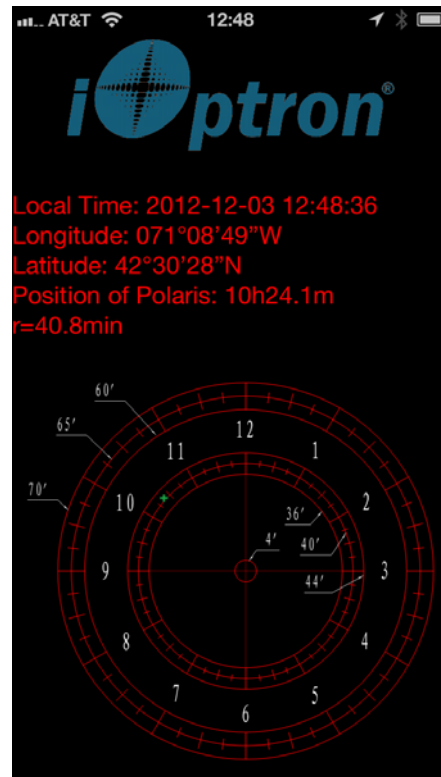 AT&T 12:48
iOptron®
Local Time: 2012-12-03 12:48:36
Longitude: 071°08’49”W
Latitude: 42°30’28”N
Position of Polaris: 10h24.1m
r=40.8min
60′
65′
12
11
1
70′
10
36′
2
4′
40′
9
44′
3
8
4
7
5
6